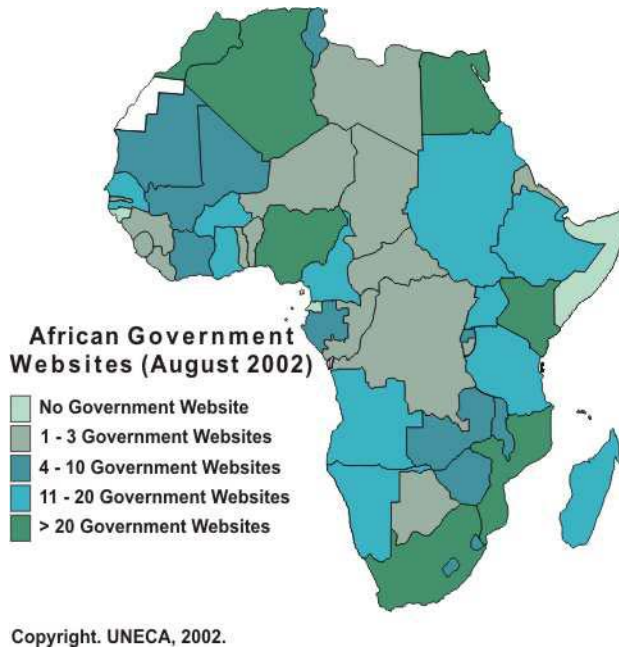 African Government
Websites (August 2002)
No Government Website
1 - 3 Government Websites
4 - 10 Government Websites
11 - 20 Government Websites
> 20 Government Websites
Copyright. UNECA, 2002.